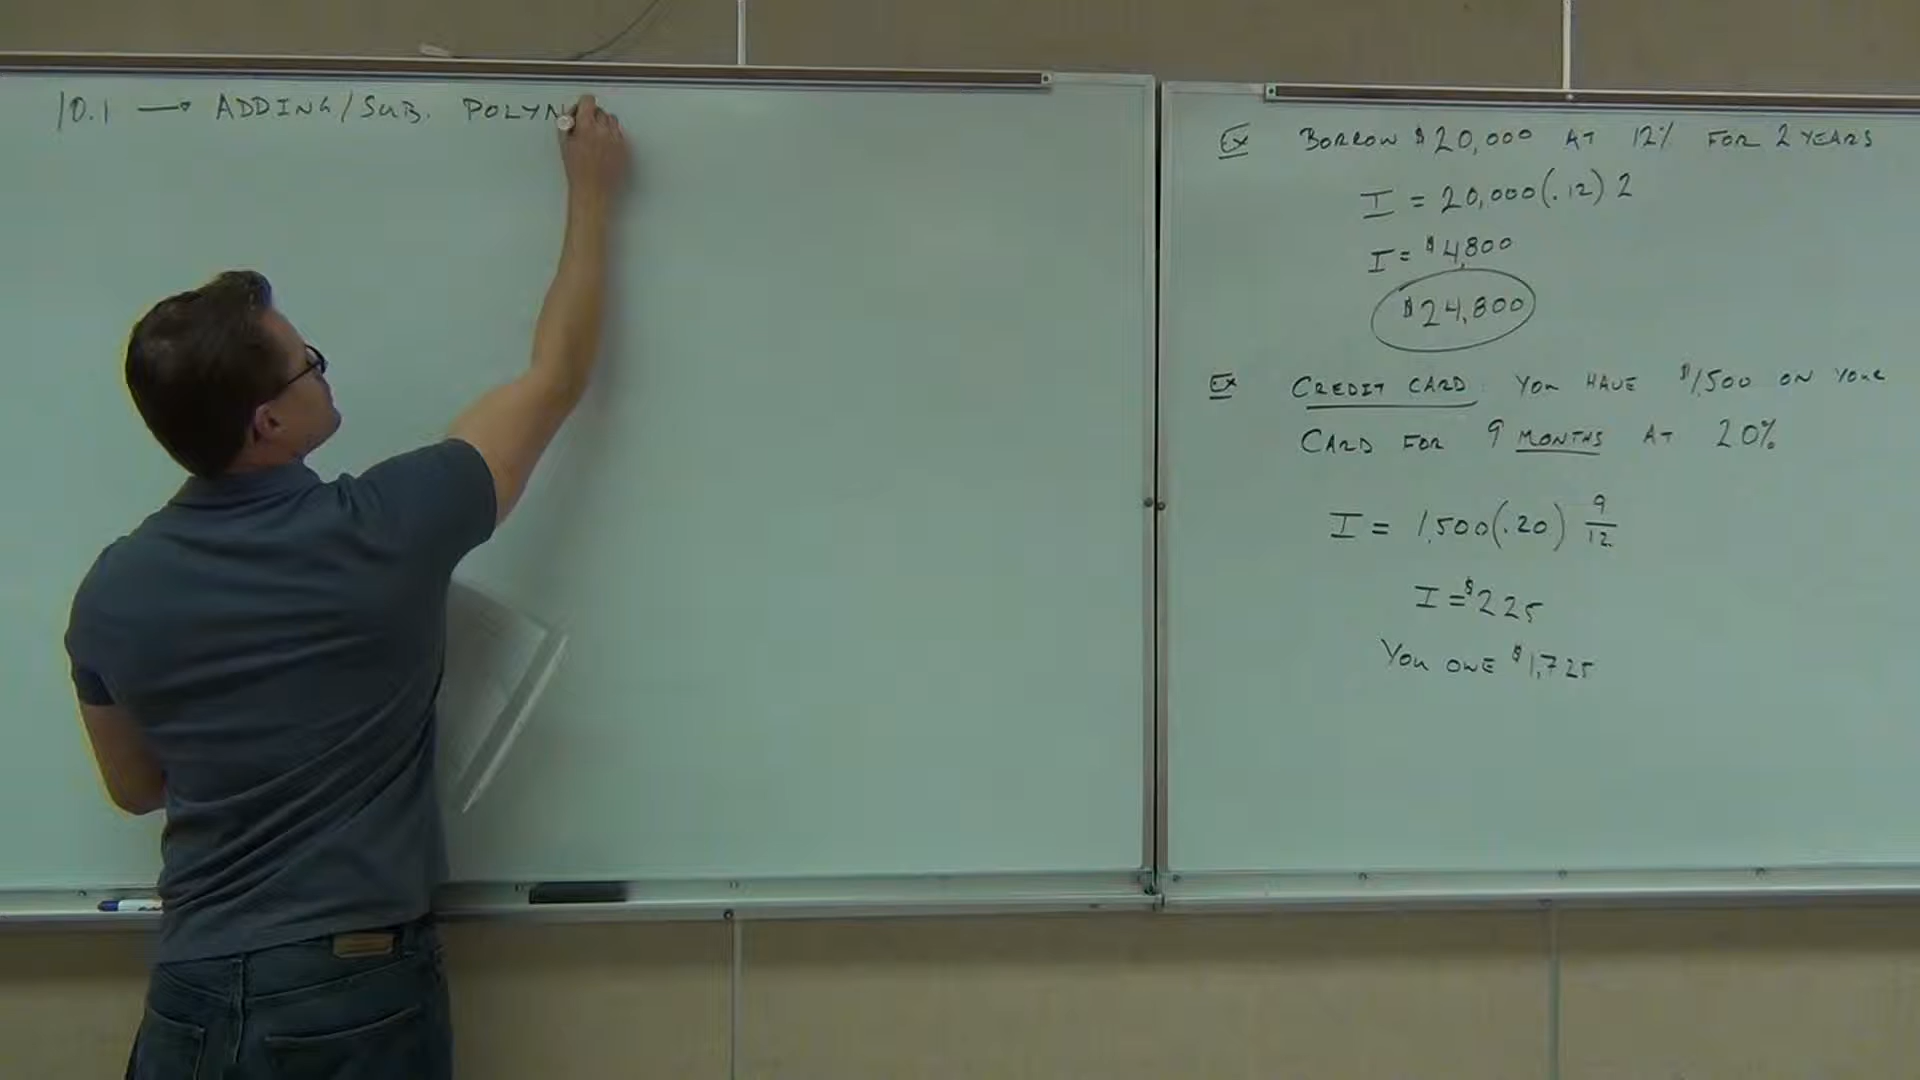 10.1 → ADDING/SUB. POLYN
Ex BORROW $20,000 AT 12% FOR 2 YEARS
I = 20,000(.12) 2
I = $4,800
$24,800
Ex CREDIT CARD: YOU HAVE $1,500 ON YOUR
CARD FOR 9 MONTHS AT 20%
I = 1,500(.20) 9/12
I = $225
YOU OWE $1,725